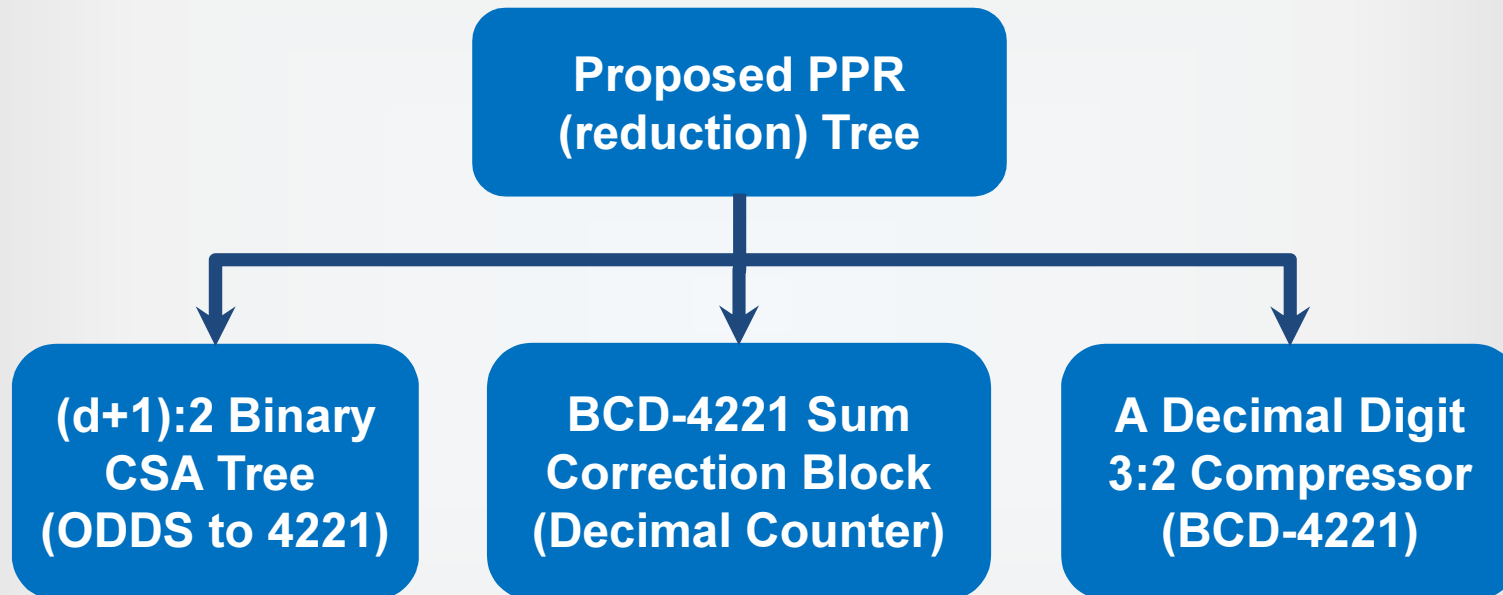 Proposed PPR
(reduction) Tree
(d+1):2 Binary
CSA Tree
(ODDS to 4221)
BCD-4221 Sum
Correction Block
(Decimal Counter)
A Decimal Digit
3:2 Compressor
(BCD-4221)